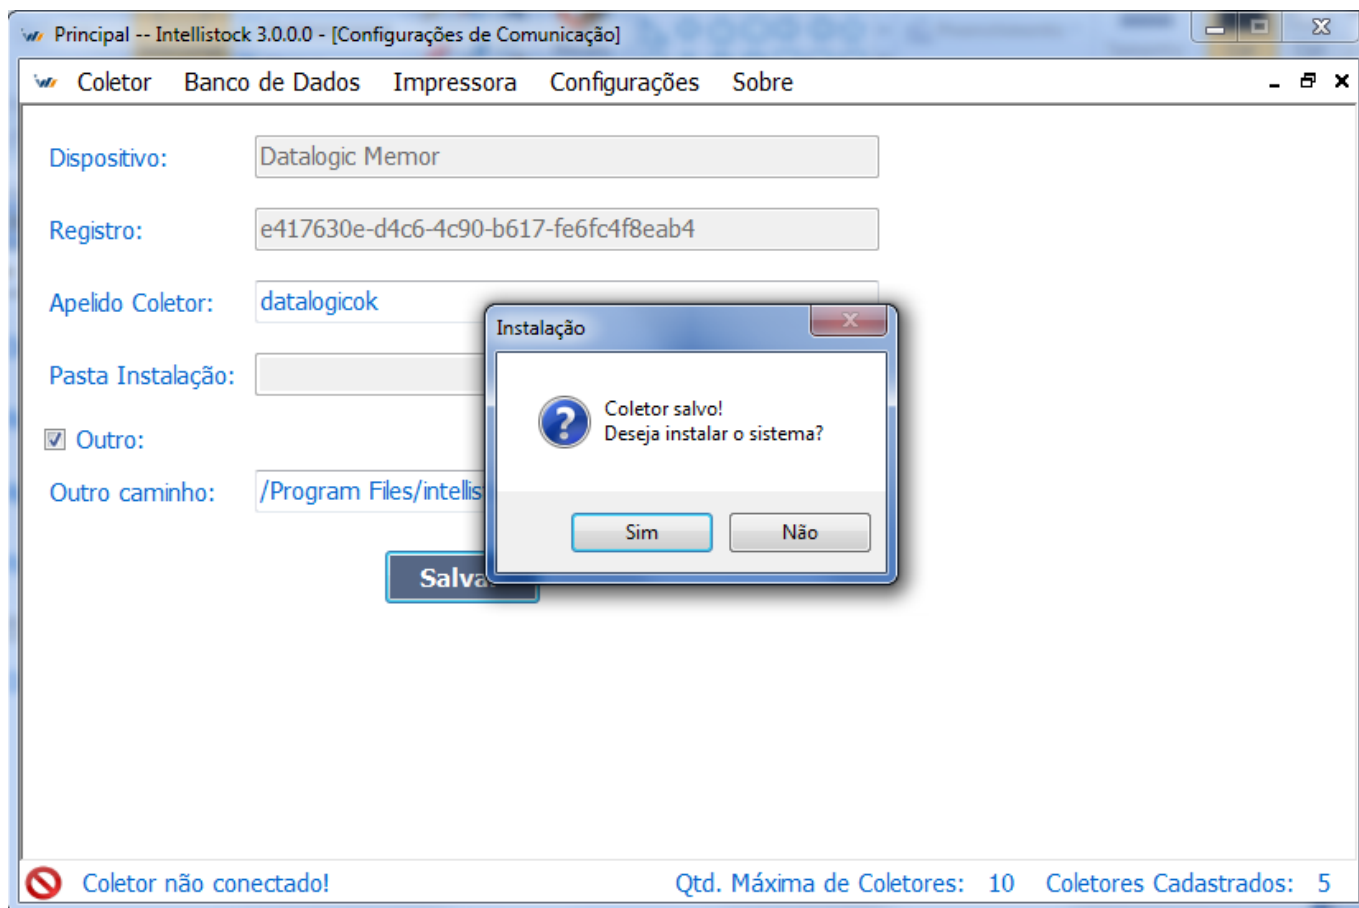 Principal -- Intellistock 3.0.0.0 - [Configurações de Comunicação]
Coletor Banco de Dados Impressora Configurações Sobre
Dispositivo: Datalogic Memor
Registro: e417630e-d4c6-4c90-b617-fe6fc4f8eab4
Apelido Coletor: datalogicok
Pasta Instalação:
Outro:
Outro caminho: /Program Files/intellis
Salva
Instalação
Coletor salvo!
Deseja instalar o sistema?
Sim Não
Coletor não conectado! Qtd. Máxima de Coletores: 10 Coletores Cadastrados: 5